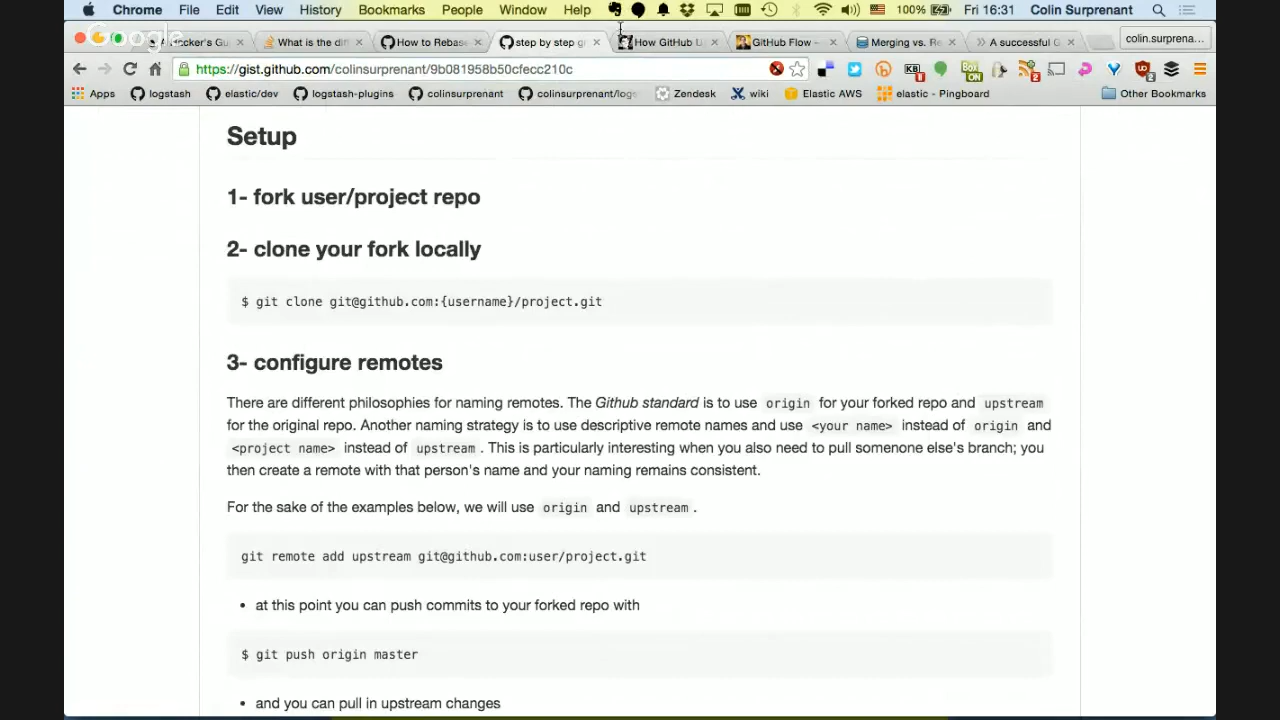 Chrome File Edit View History Bookmarks People Window Help 100% Fri 16:31 Colin Surprenant
Google
cker's Gu
What is the di
How to Rebas
step by step g
How GitHub U
GitHub Flow –
Merging vs. Re
A successful G
colin.surprena...
https://gist.github.com/colinsurprenant/9b081958b50cfecc210c
Apps logstash elastic/dev logstash-plugins colinsurprenant colinsurprenant/logs Zendesk wiki Elastic AWS elastic - Pingboard Other Bookmarks
Setup
1- fork user/project repo
2- clone your fork locally
$ git clone git@github.com:{username}/project.git
3- configure remotes
There are different philosophies for naming remotes. The Github standard is to use origin for your forked repo and upstream
for the original repo. Another naming strategy is to use descriptive remote names and use <your name> instead of origin and
<project name> instead of upstream . This is particularly interesting when you also need to pull somenone else's branch; you
then create a remote with that person's name and your naming remains consistent.
For the sake of the examples below, we will use origin and upstream .
git remote add upstream git@github.com:user/project.git
• at this point you can push commits to your forked repo with
$ git push origin master
• and you can pull in upstream changes